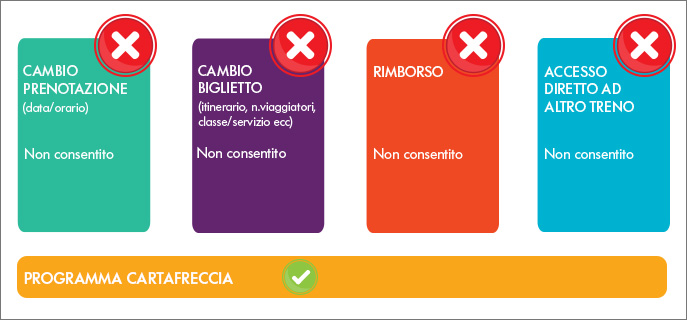 CAMBIO
PRENOTAZIONE
(data/orario)
Non consentito
CAMBIO
BIGLIETTO
(itinerario, n.viaggiatori,
classe/servizio ecc)
Non consentito
RIMBORSO
Non consentito
ACCESSO
DIRETTO AD
ALTRO TRENO
Non consentito
PROGRAMMA CARTAFRECCIA